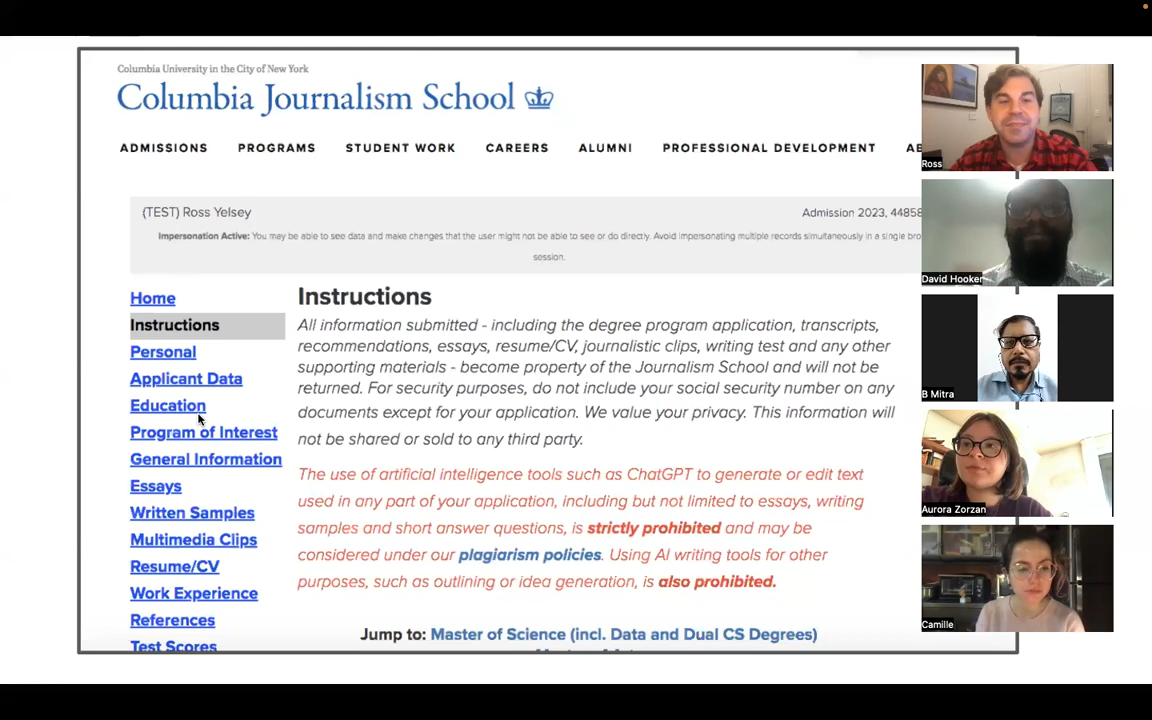 Columbia University in the City of New York
Columbia Journalism School
ADMISSIONS PROGRAMS STUDENT WORK CAREERS ALUMNI PROFESSIONAL DEVELOPMENT AB
(TEST) Ross Yelsey
Admission 2023, 44858
Impersonation Active: You may be able to see data and make changes that the user might not be able to see or do directly. Avoid impersonating multiple records simultaneously in a single bro
session.
Home
Instructions
Personal
Applicant Data
Education
Program of Interest
General Information
Essays
Written Samples
Multimedia Clips
Resume/CV
Work Experience
References
Test Scores
Instructions
All information submitted - including the degree program application, transcripts,
recommendations, essays, resume/CV, journalistic clips, writing test and any other
supporting materials - become property of the Journalism School and will not be
returned. For security purposes, do not include your social security number on any
documents except for your application. We value your privacy. This information will
not be shared or sold to any third party.
The use of artificial intelligence tools such as ChatGPT to generate or edit text
used in any part of your application, including but not limited to essays, writing
samples and short answer questions, is strictly prohibited and may be
considered under our plagiarism policies. Using AI writing tools for other
purposes, such as outlining or idea generation, is also prohibited.
Jump to: Master of Science (incl. Data and Dual CS Degrees)
Ross
David Hooker
B Mitra
Aurora Zorzan
Camille